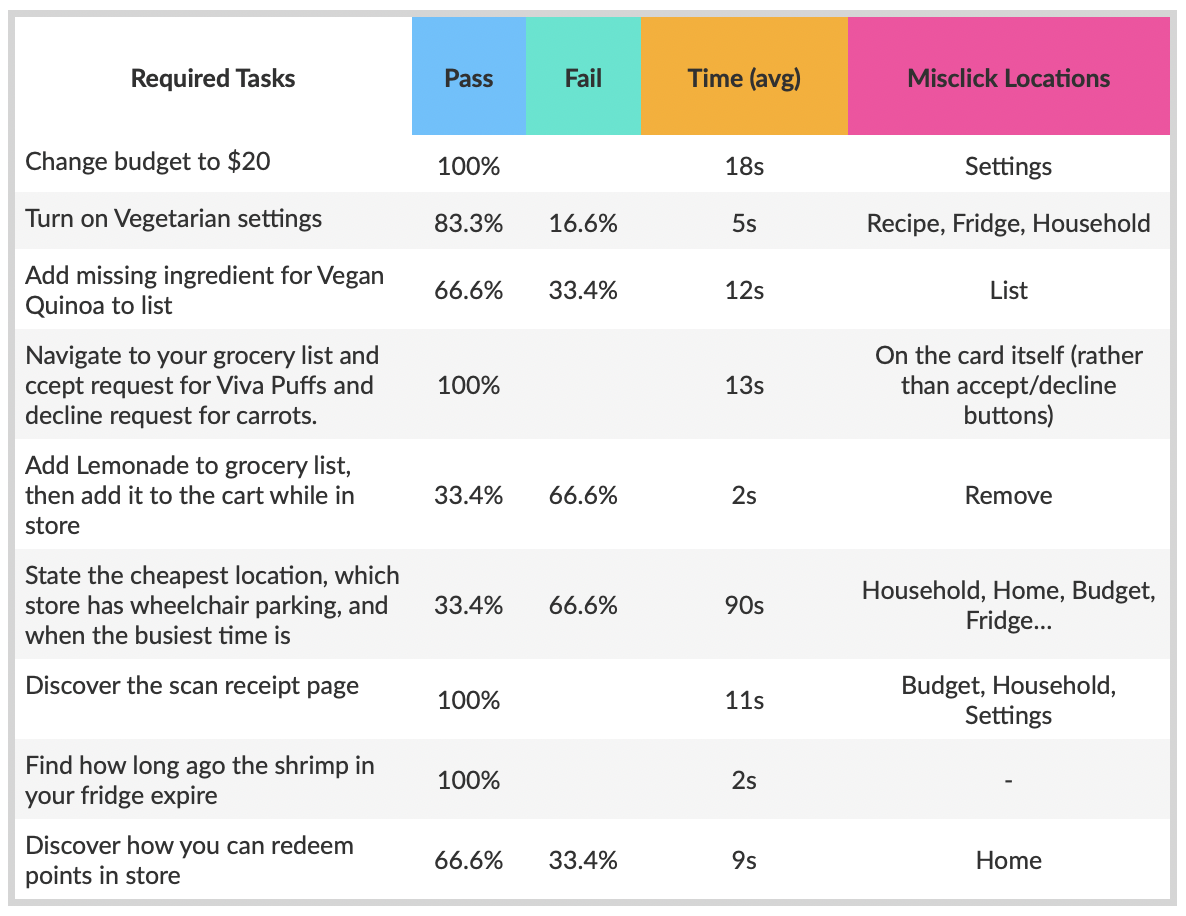 Required Tasks Pass Fail Time (avg) Misclick Locations
Change budget to $20 100% 18s Settings
Turn on Vegetarian settings 83.3% 16.6% 5s Recipe, Fridge, Household
Add missing ingredient for Vegan
Quinoa to list 66.6% 33.4% 12s List
Navigate to your grocery list and
ccept request for Viva Puffs and
decline request for carrots. 100% 13s
On the card itself (rather
than accept/decline
buttons)
Add Lemonade to grocery list,
then add it to the cart while in
store 33.4% 66.6% 2s Remove
State the cheapest location, which
store has wheelchair parking, and
when the busiest time is 33.4% 66.6% 90s
Household, Home, Budget,
Fridge...
Discover the scan receipt page 100% 11s
Budget, Household,
Settings
Find how long ago the shrimp in
your fridge expire 100% 2s -
Discover how you can redeem
points in store 66.6% 33.4% 9s Home